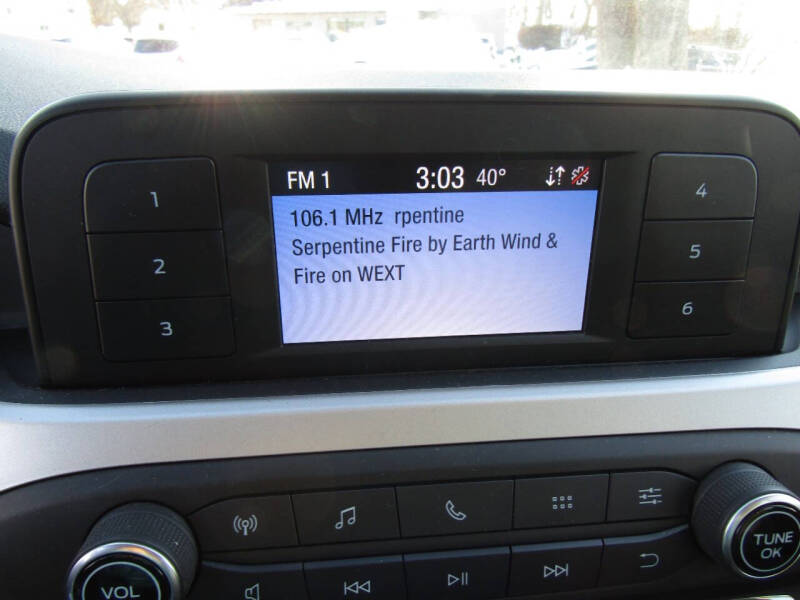 FM 1 3:03 40°
106.1 MHz rpentine
Serpentine Fire by Earth Wind &
Fire on WEXT
1
2
3
4
5
6
VOL
TUNE
OK